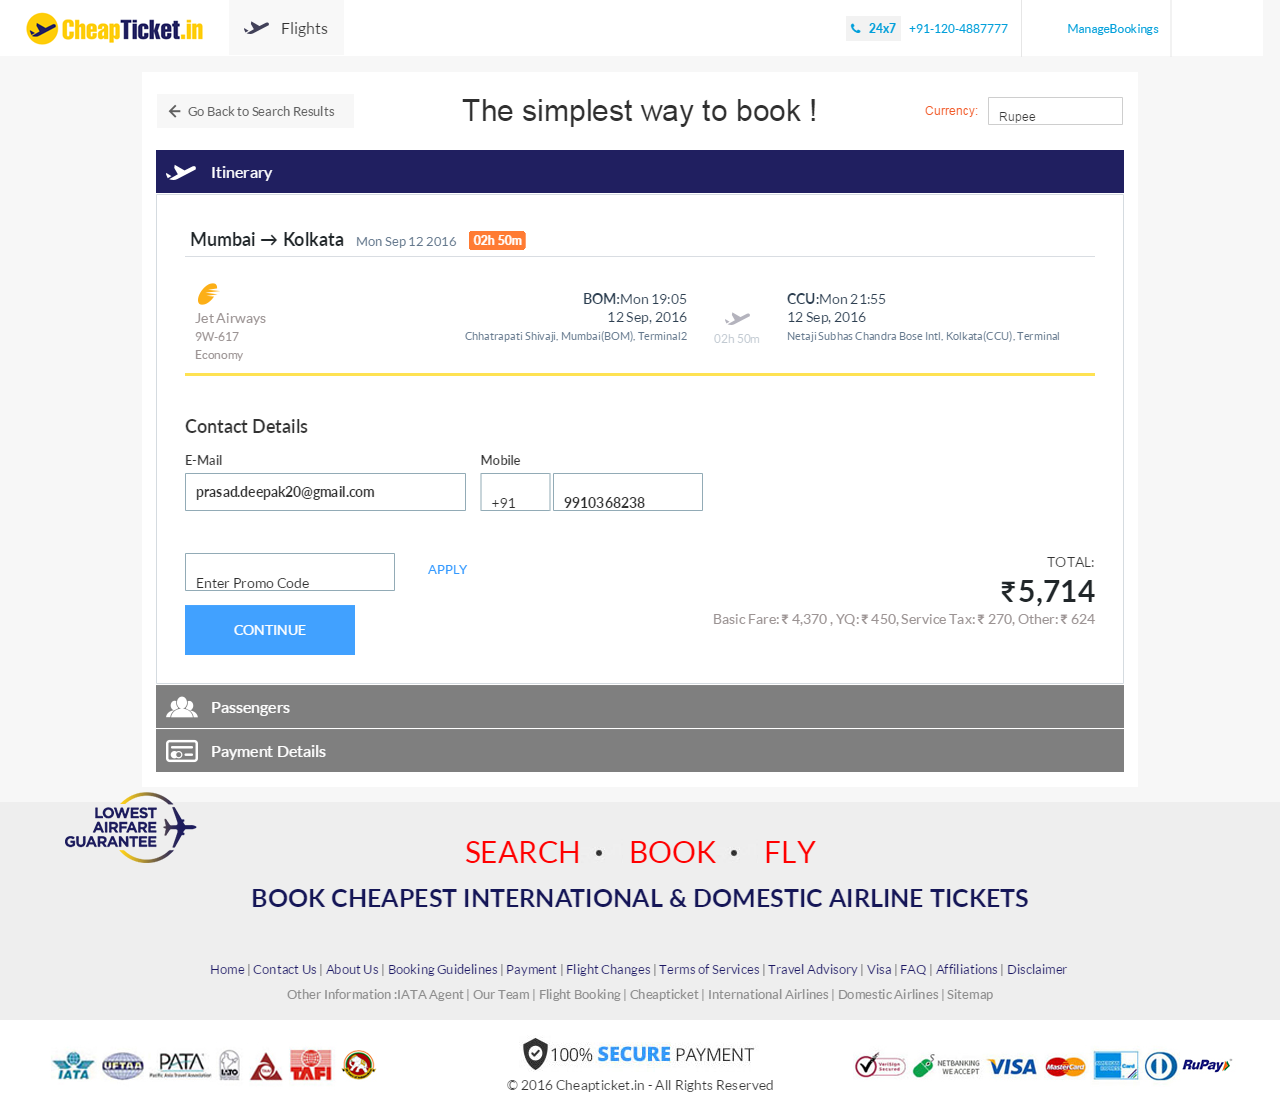 CheapTicket.in
Flights
24x7 +91-120-4887777
ManageBookings
Go Back to Search Results
The simplest way to book !
Currency:
Rupee
Itinerary
Mumbai → Kolkata Mon Sep 12 2016 02h 50m
Jet Airways
9W-617
Economy
BOM:Mon 19:05
12 Sep, 2016
Chhatrapati Shivaji, Mumbai(BOM), Terminal2
02h 50m
CCU:Mon 21:55
12 Sep, 2016
Netaji Subhas Chandra Bose Intl, Kolkata(CCU), Terminal
Contact Details
E-Mail
Mobile
prasad.deepak20@gmail.com
+91
9910368238
Enter Promo Code
APPLY
TOTAL:
₹5,714
Basic Fare:₹ 4,370 , YQ:₹ 450, Service Tax:₹ 270, Other:₹ 624
CONTINUE
Passengers
Payment Details
LOWEST
AIRFARE
GUARANTEE
SEARCH • BOOK • FLY
BOOK CHEAPEST INTERNATIONAL & DOMESTIC AIRLINE TICKETS
Home | Contact Us | About Us | Booking Guidelines | Payment | Flight Changes | Terms of Services | Travel Advisory | Visa | FAQ | Affiliations | Disclaimer
Other Information :IATA Agent | Our Team | Flight Booking | Cheapticket | International Airlines | Domestic Airlines | Sitemap
IATA
UFTAA
PATA
Pacific Asia Travel Association
TAFI
100% SECURE PAYMENT
© 2016 Cheapticket.in - All Rights Reserved
VeriSign
Secured
NETBANKING
WE ACCEPT
VISA
MasterCard
AMERICAN EXPRESS
RuPay